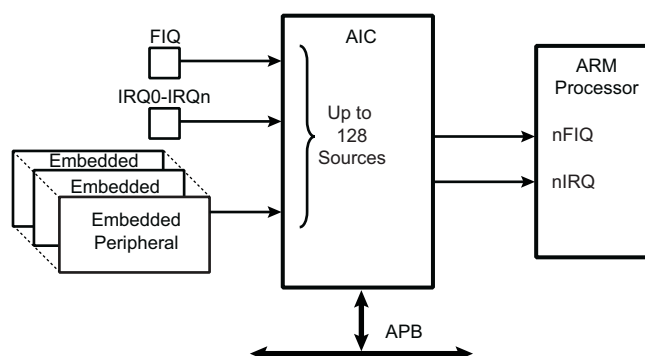 FIQ
IRQ0-IRQn
Embedded
Embedded
Embedded
Peripheral
AIC
Up to
128
Sources
ARM
Processor
nFIQ
nIRQ
APB